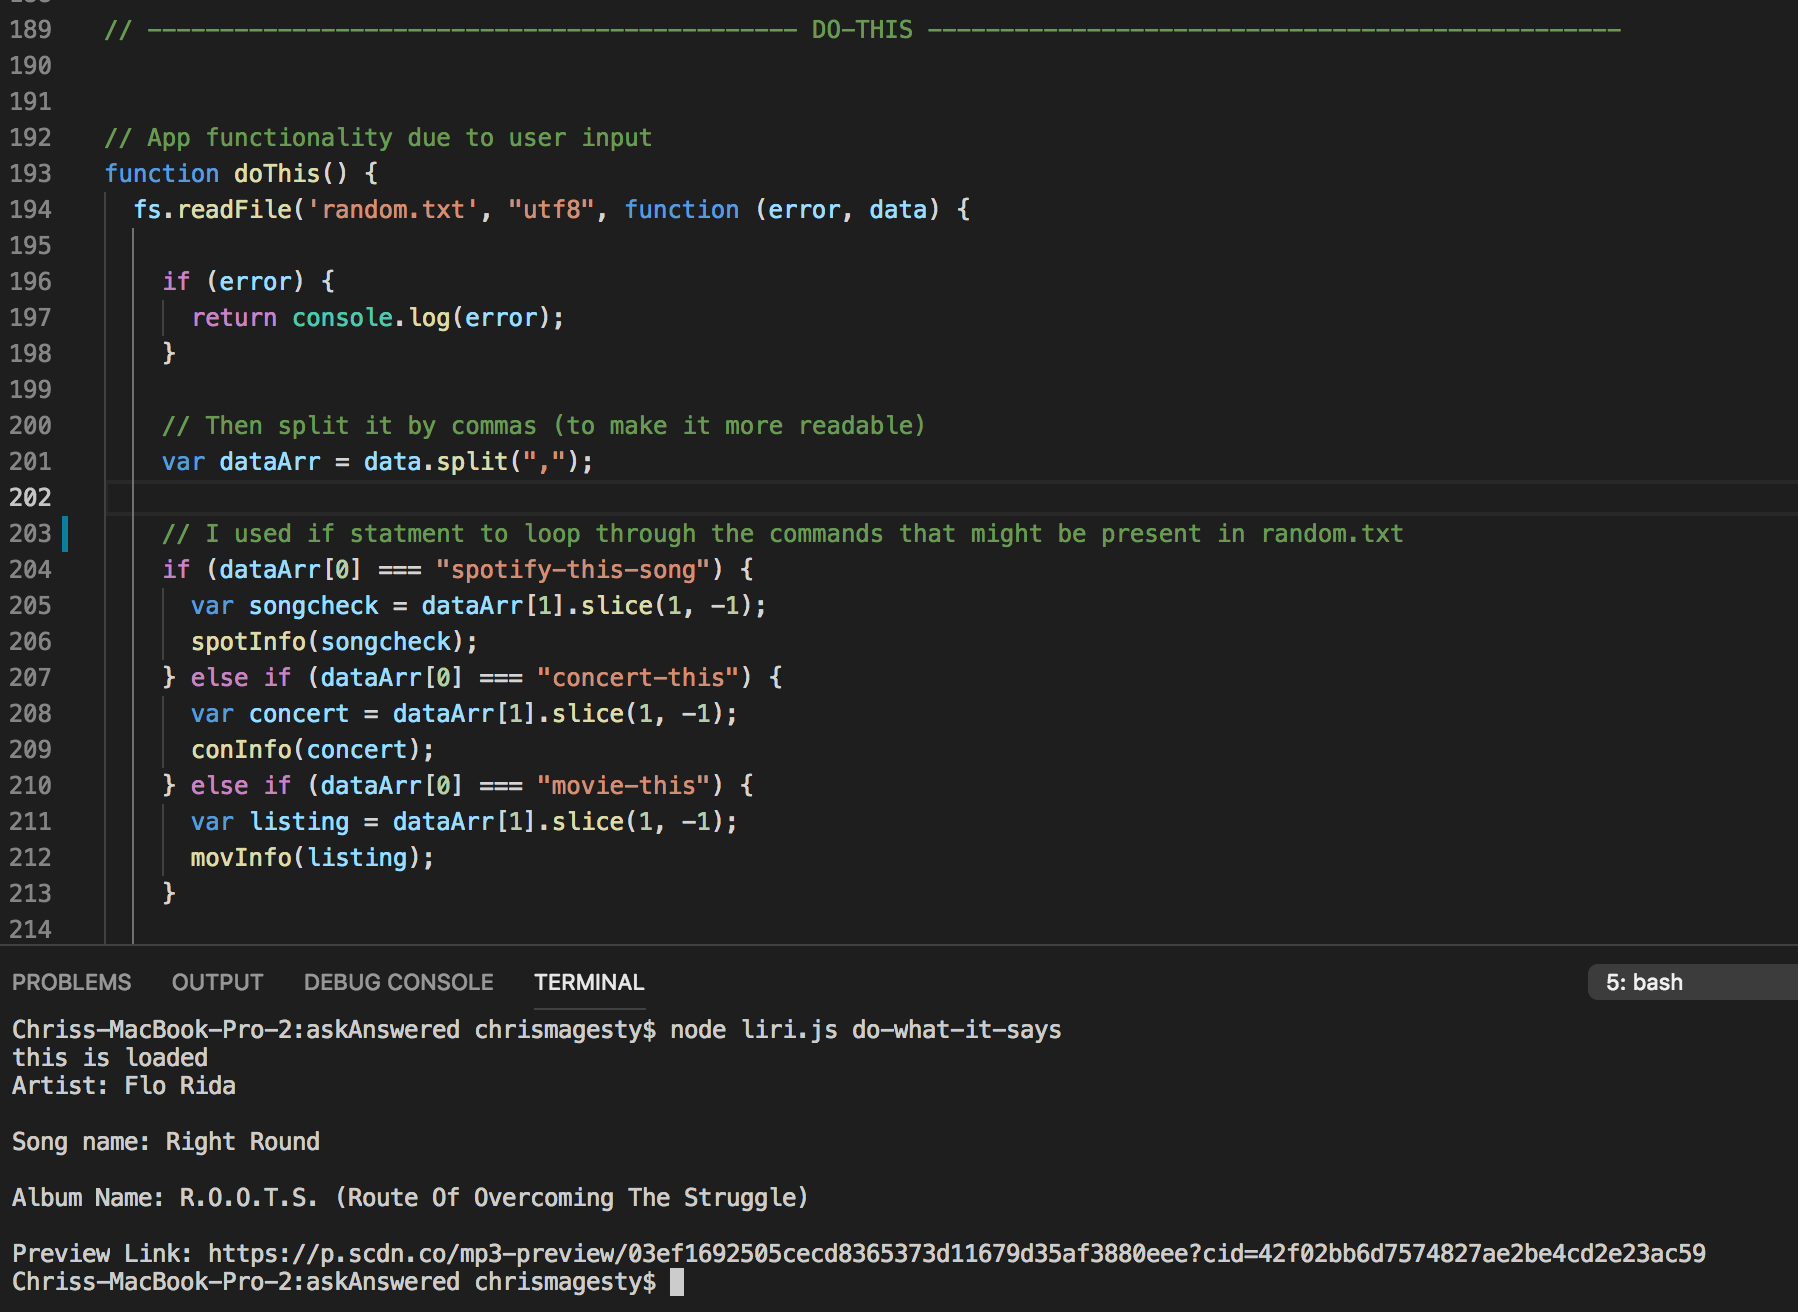 189 // --------------------------------------------- DO-THIS ------------------------------------------------
190
191
192 // App functionality due to user input
193 function doThis() {
194 fs.readFile('random.txt', "utf8", function (error, data) {
195
196 if (error) {
197 return console.log(error);
198 }
199
200 // Then split it by commas (to make it more readable)
201 var dataArr = data.split(",");
202
203 // I used if statment to loop through the commands that might be present in random.txt
204 if (dataArr[0] === "spotify-this-song") {
205 var songcheck = dataArr[1].slice(1, -1);
206 spotInfo(songcheck);
207 } else if (dataArr[0] === "concert-this") {
208 var concert = dataArr[1].slice(1, -1);
209 conInfo(concert);
210 } else if (dataArr[0] === "movie-this") {
211 var listing = dataArr[1].slice(1, -1);
212 movInfo(listing);
213 }
214
PROBLEMS OUTPUT DEBUG CONSOLE TERMINAL 5: bash
Chriss-MacBook-Pro-2:askAnswered chrismagesty$ node liri.js do-what-it-says
this is loaded
Artist: Flo Rida
Song name: Right Round
Album Name: R.O.O.T.S. (Route Of Overcoming The Struggle)
Preview Link: https://p.scdn.co/mp3-preview/03ef1692505cecd8365373d11679d35af3880eee?cid=42f02bb6d7574827ae2be4cd2e23ac59
Chriss-MacBook-Pro-2:askAnswered chrismagesty$